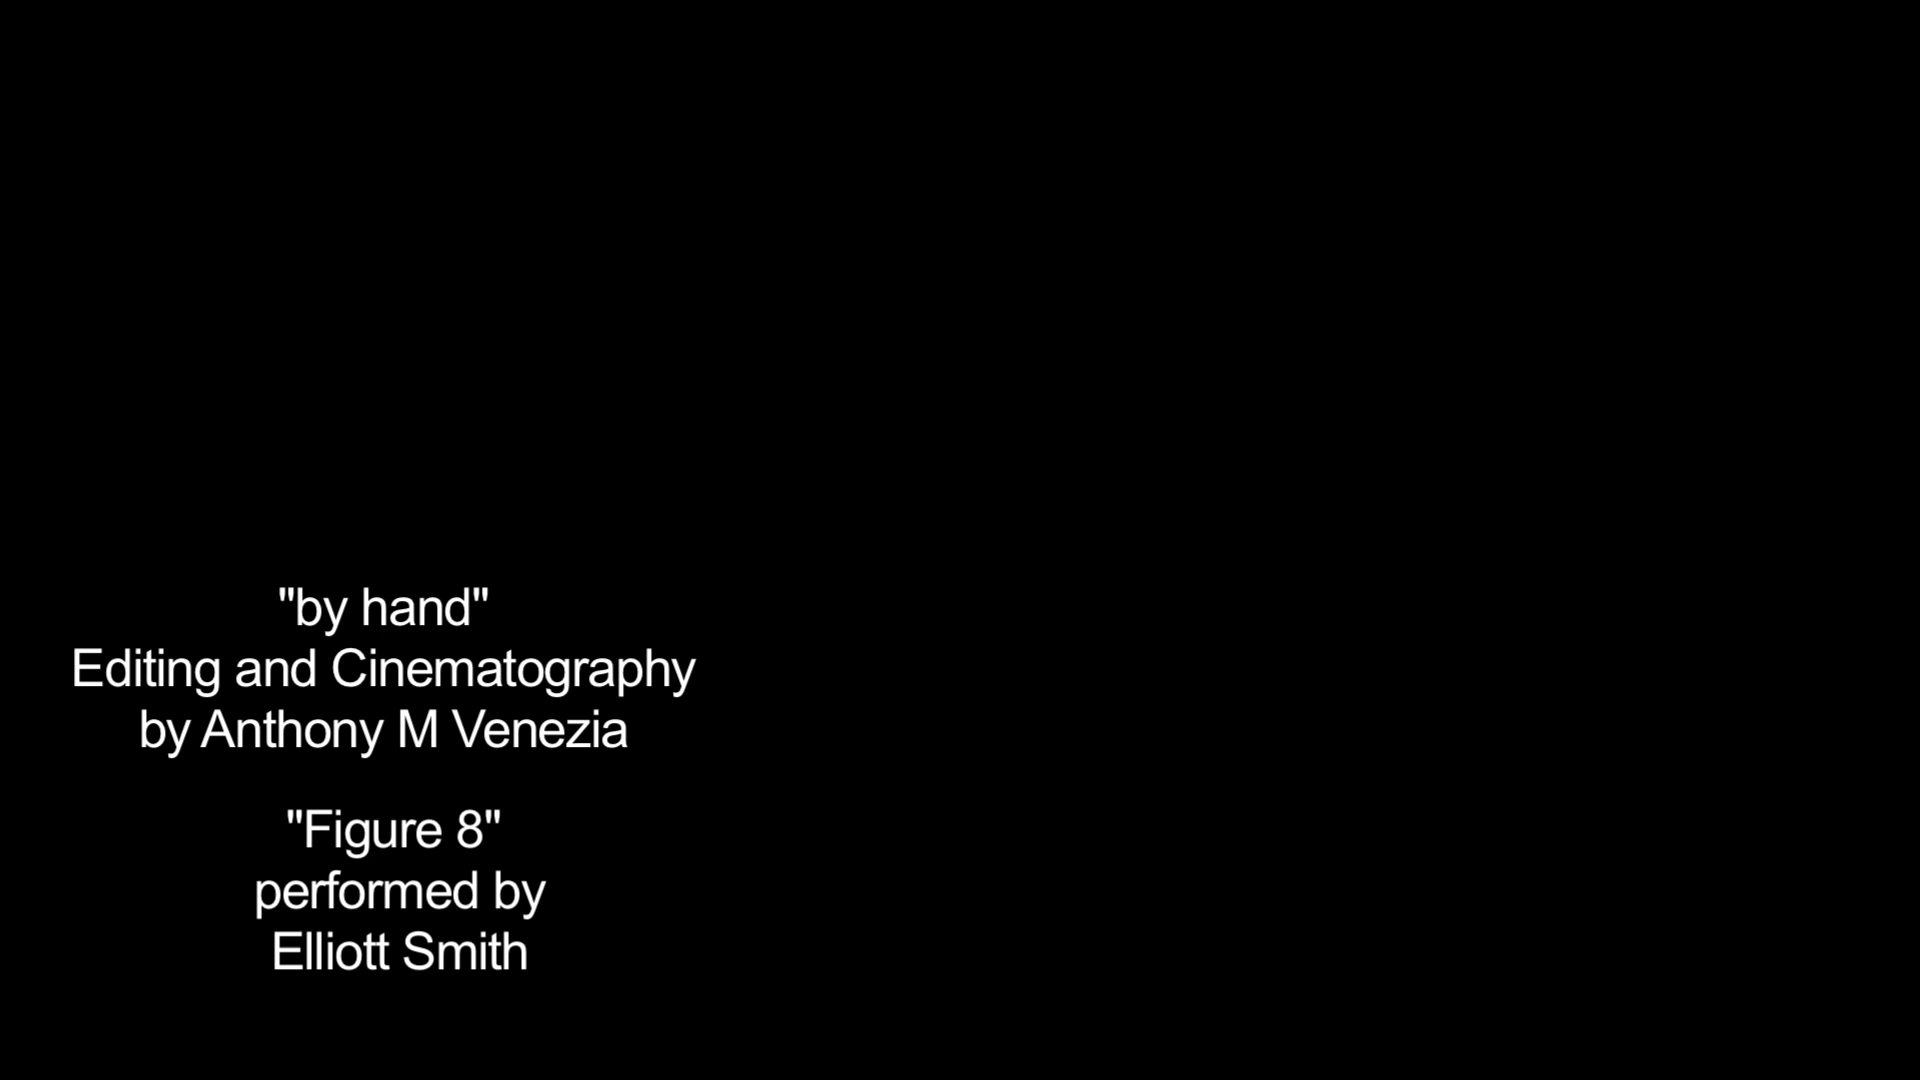 "by hand"
Editing and Cinematography
by Anthony M Venezia
"Figure 8"
performed by
Elliott Smith